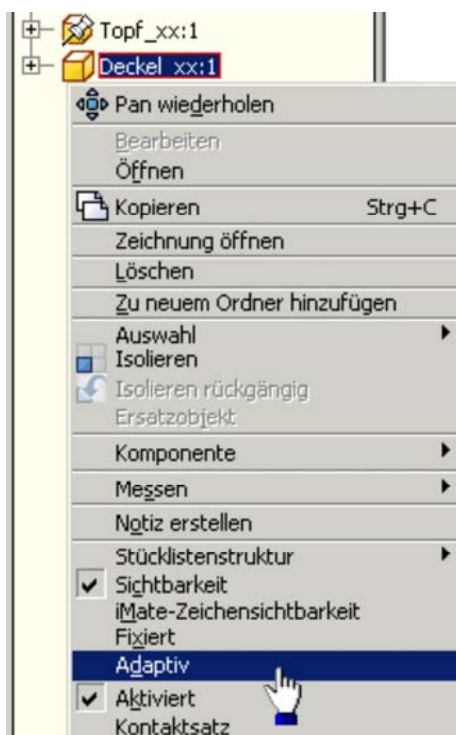 Topf_xx:1
Deckel_xx:1
Pan wiederholen
Bearbeiten
Öffnen
Kopieren Strg+C
Zeichnung öffnen
Löschen
Zu neuem Ordner hinzufügen
Auswahl
Isolieren
Isolieren rückgängig
Ersatzobjekt
Komponente
Messen
Notiz erstellen
Stücklistenstruktur
Sichtbarkeit
iMate-Zeichensichtbarkeit
Fixiert
Adaptiv
Aktiviert
Kontaktsatz